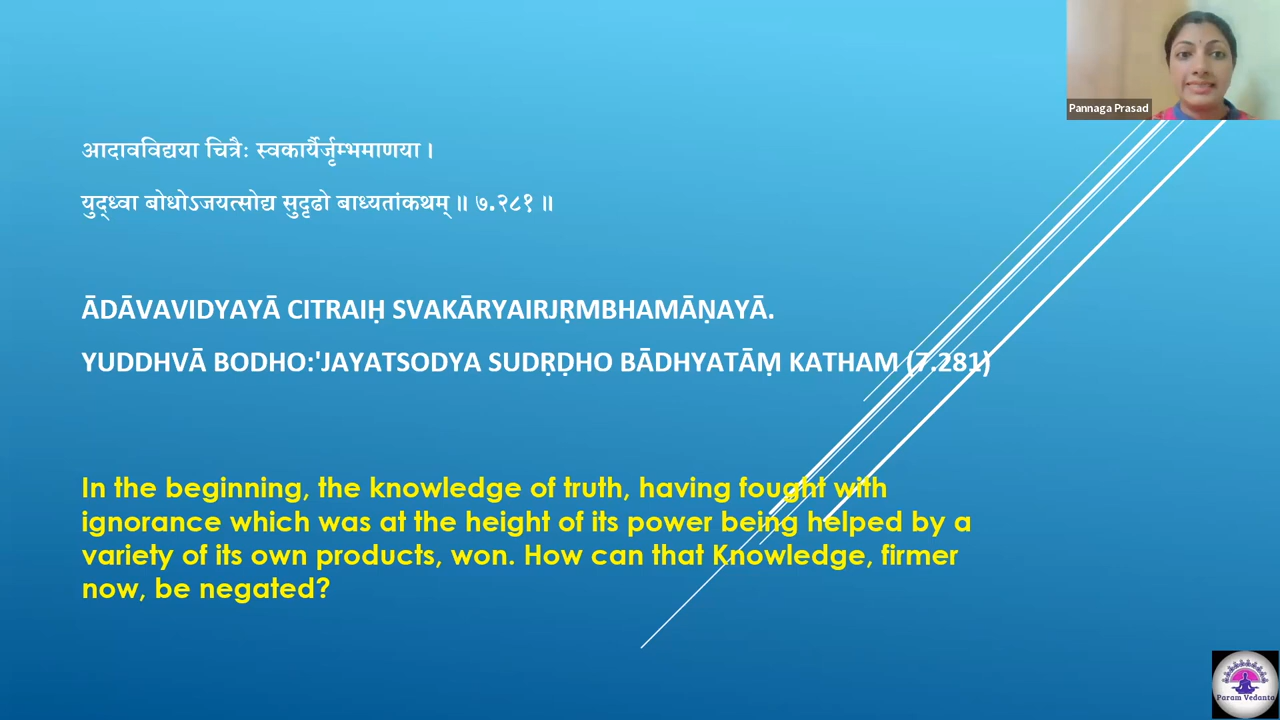 Pannaga Prasad
आदावविद्यया चित्रैः स्वकार्यैर्जृम्भमाणया ।
युद्ध्वा बोधोऽजयत्सोद्य सुदृढो बाध्यतांकथम् ॥ ७.२८१ ॥
ĀDĀVAVIDYAYĀ CITRAIḤ SVAKĀRYAIRJṚMBHAMĀṆAYĀ.
YUDDHVĀ BODHO:'JAYATSODYA SUDṚḌHO BĀDHYATĀṂ KATHAM (7.281)
In the beginning, the knowledge of truth, having fought with
ignorance which was at the height of its power being helped by a
variety of its own products, won. How can that Knowledge, firmer
now, be negated?
Param Vedanta